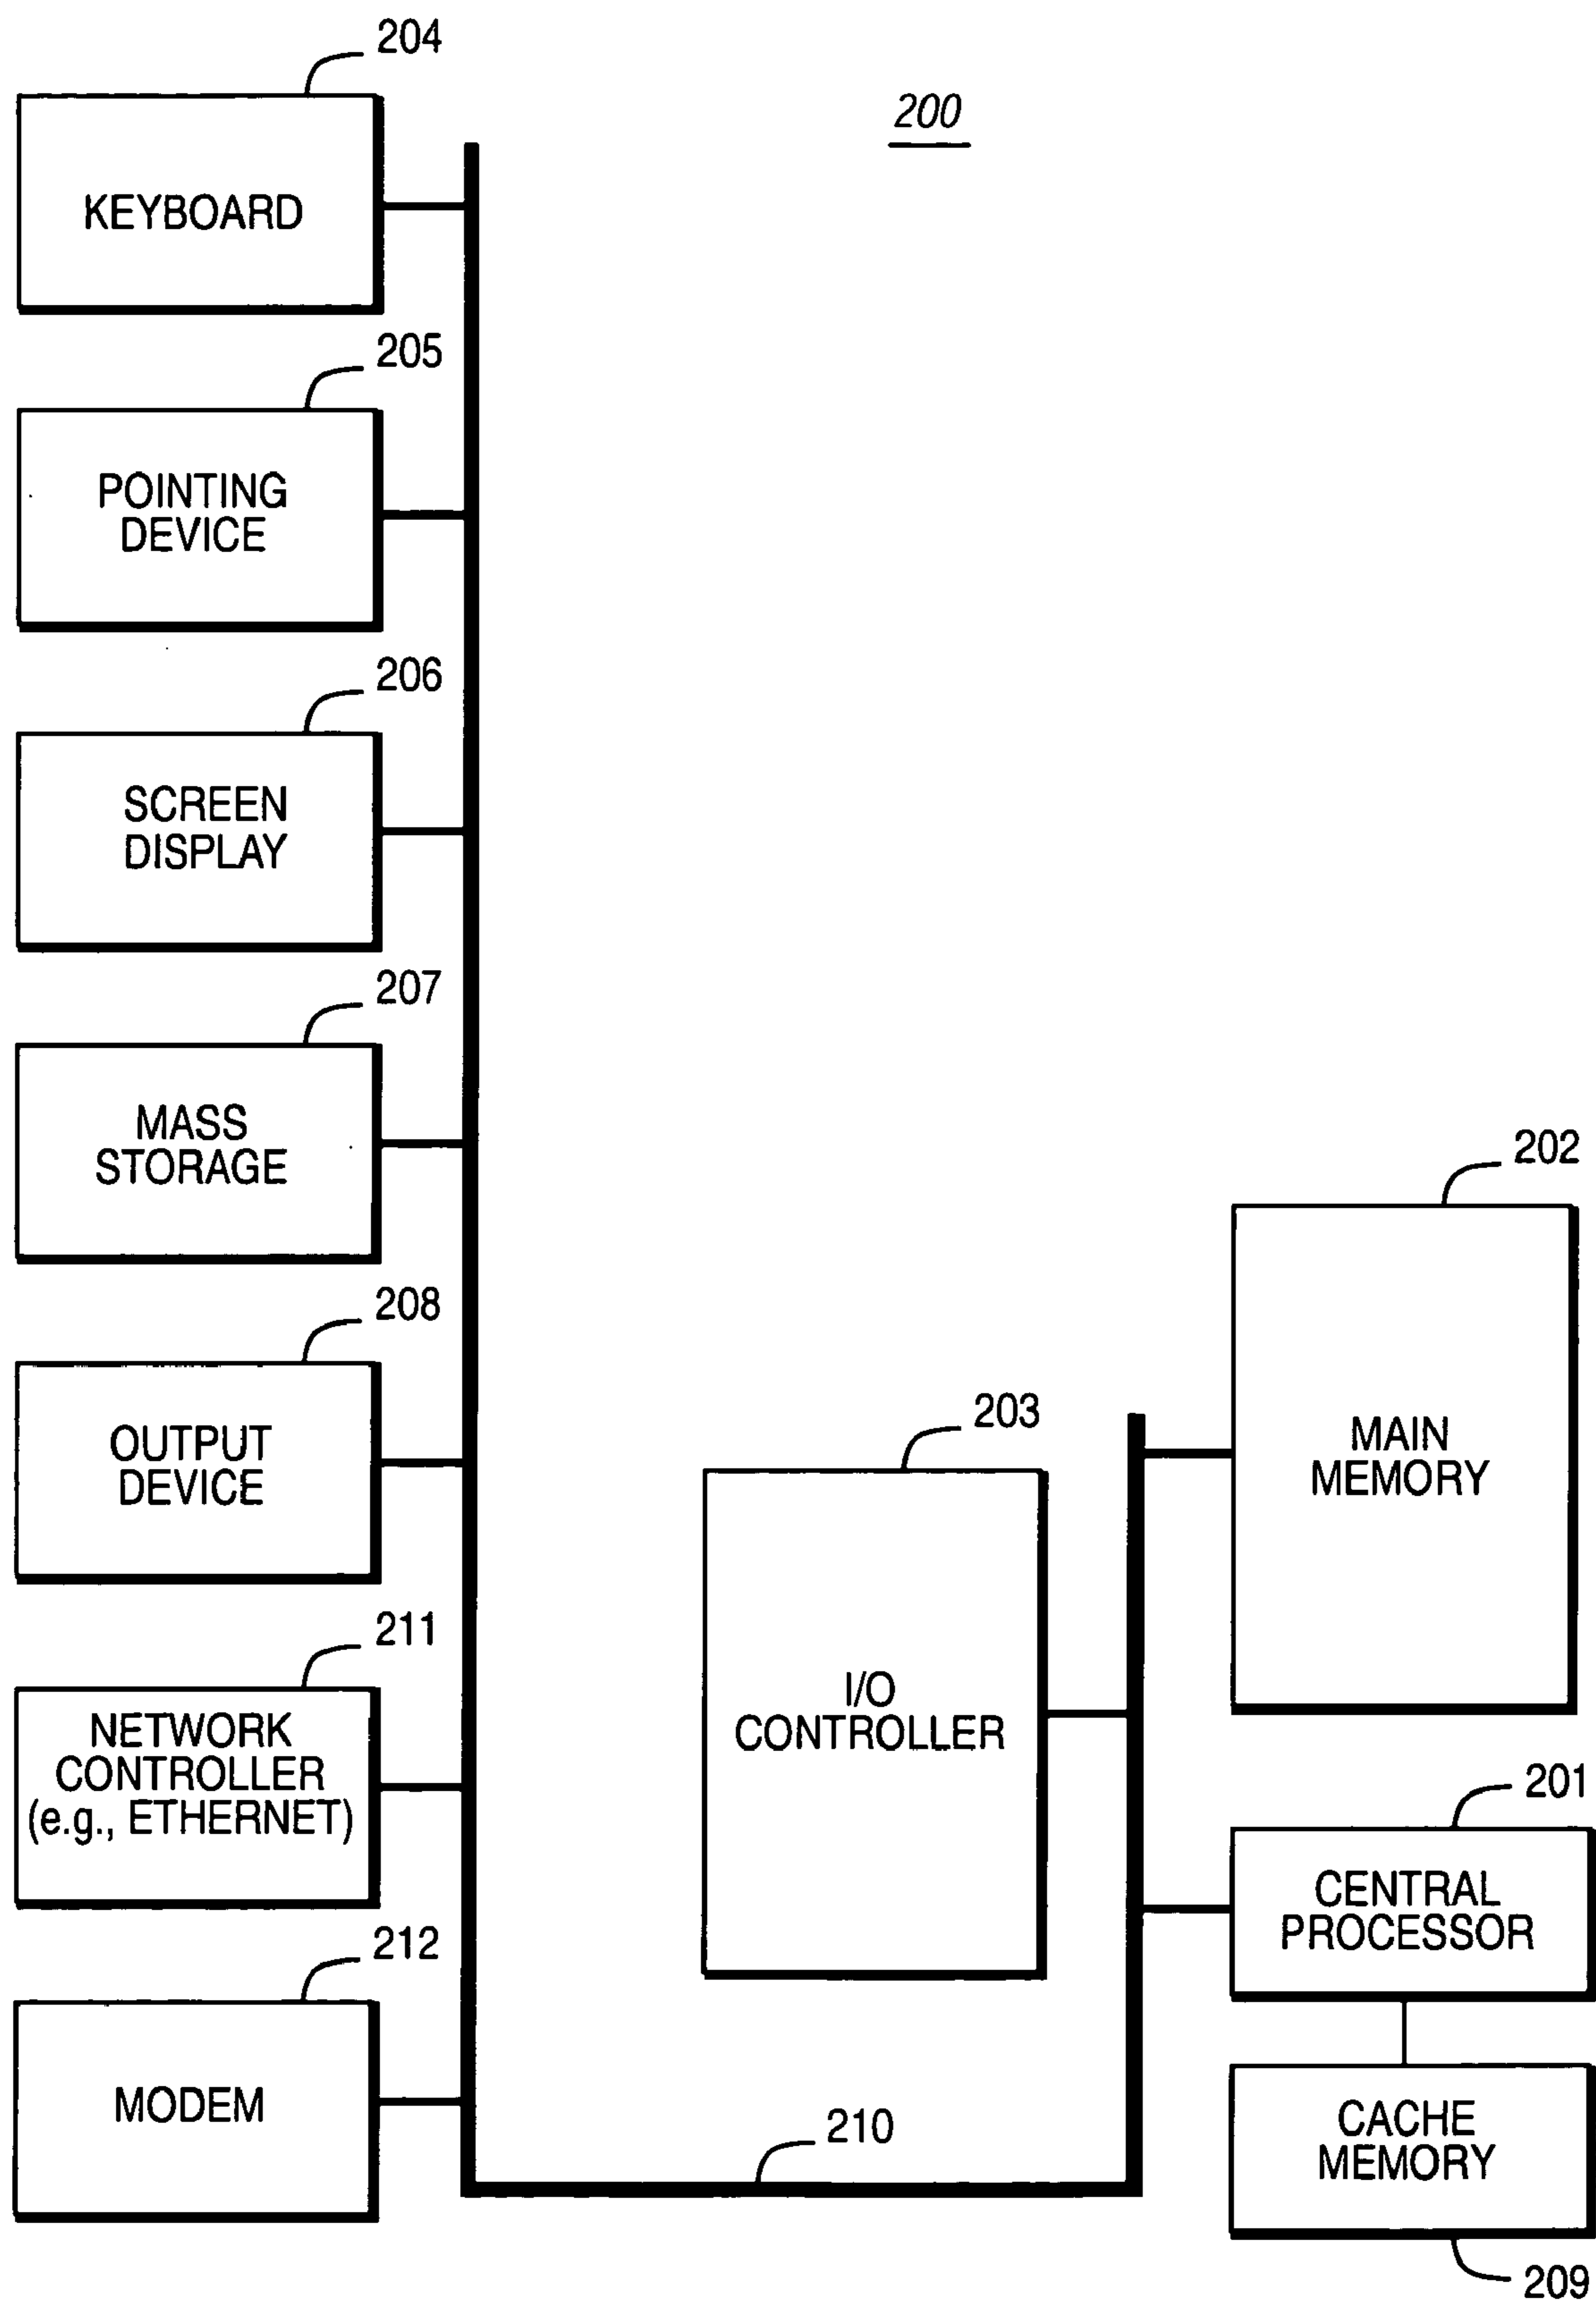 204
200
KEYBOARD
205
POINTING
DEVICE
206
SCREEN
DISPLAY
207
MASS
STORAGE
208
OUTPUT
DEVICE
211
NETWORK
CONTROLLER
(e.g., ETHERNET)
212
MODEM
210
203
I/O
CONTROLLER
202
MAIN
MEMORY
201
CENTRAL
PROCESSOR
CACHE
MEMORY
209